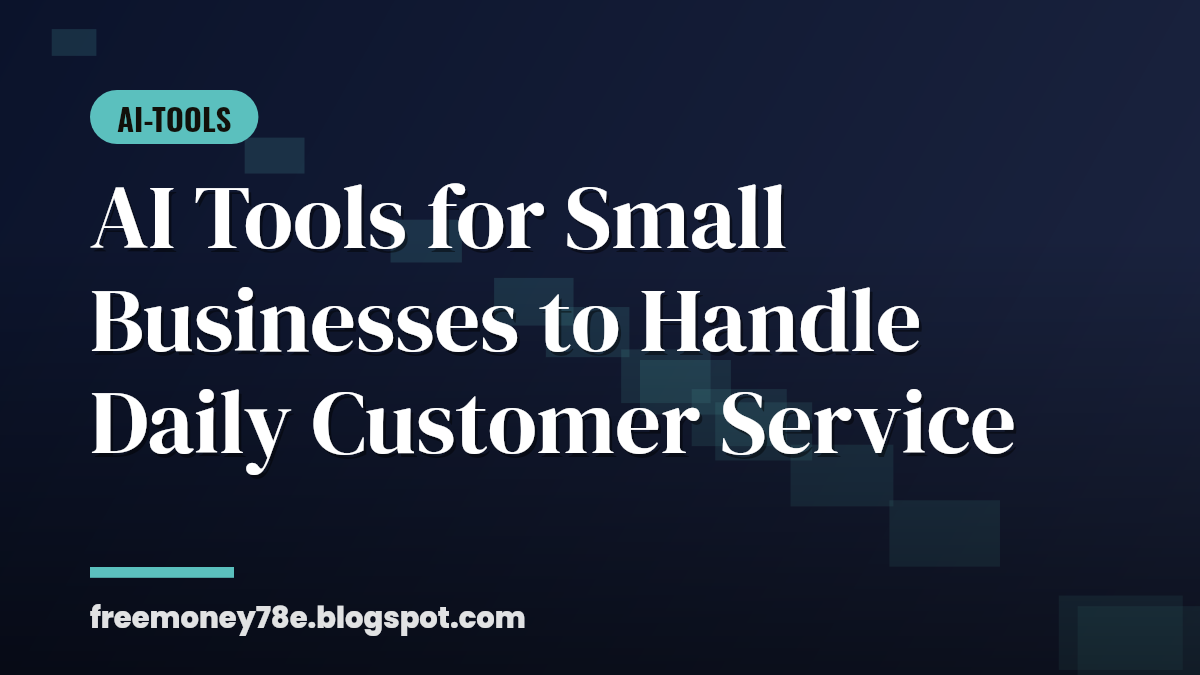 AI-TOOLS
AI Tools for Small
Businesses to Handle
Daily Customer Service
freemoney78e.blogspot.com